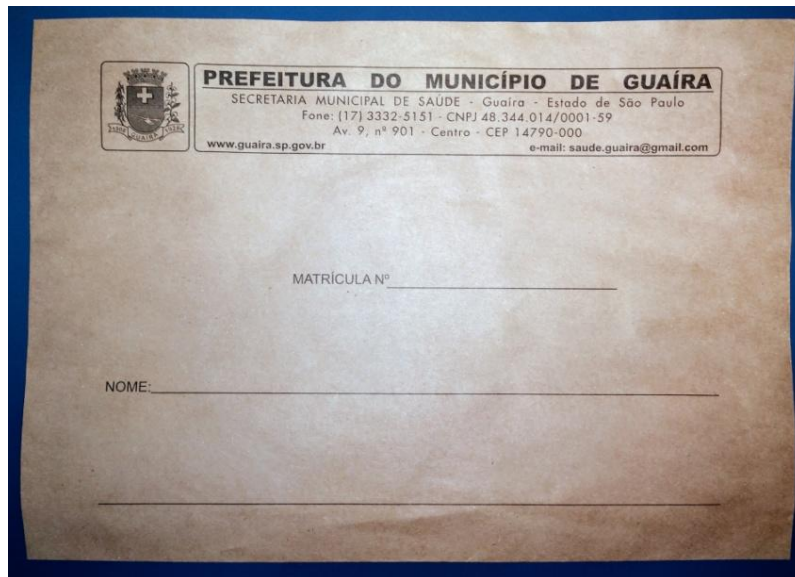 PREFEITURA DO MUNICÍPIO DE GUAÍRA
SECRETARIA MUNICIPAL DE SAÚDE - Guaíra - Estado de São Paulo
Fone: (17) 3332-5151 - CNPJ 48.344.014/0001-59
Av. 9, nº 901 - Centro - CEP 14790-000
www.guaira.sp.gov.br e-mail: saude.guaira@gmail.com
GUAIRA
MATRÍCULA Nº
NOME: